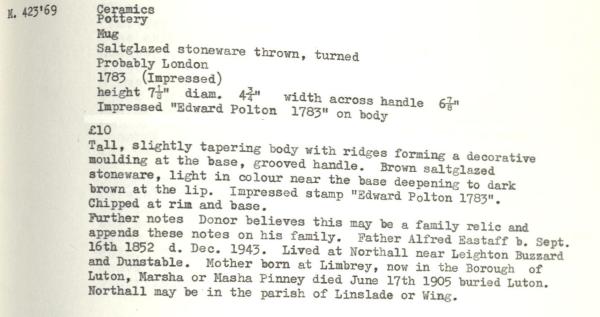 M. 423'69
Ceramics
Pottery
Mug
Saltglazed stoneware thrown, turned
Probably London
1783 (Impressed)
height 7⅛" diam. 4¾" width across handle 6⅞"
Impressed "Edward Polton 1783" on body
£10
Tall, slightly tapering body with ridges forming a decorative
moulding at the base, grooved handle. Brown saltglazed
stoneware, light in colour near the base deepening to dark
brown at the lip. Impressed stamp "Edward Polton 1783".
Chipped at rim and base.
Further notes Donor believes this may be a family relic and
appends these notes on his family. Father Alfred Eastaff b. Sept.
16th 1852 d. Dec. 1943. Lived at Northall near Leighton Buzzard
and Dunstable. Mother born at Limbrey, now in the Borough of
Luton, Marsha or Masha Pinney died June 17th 1905 buried Luton.
Northall may be in the parish of Linslade or Wing.